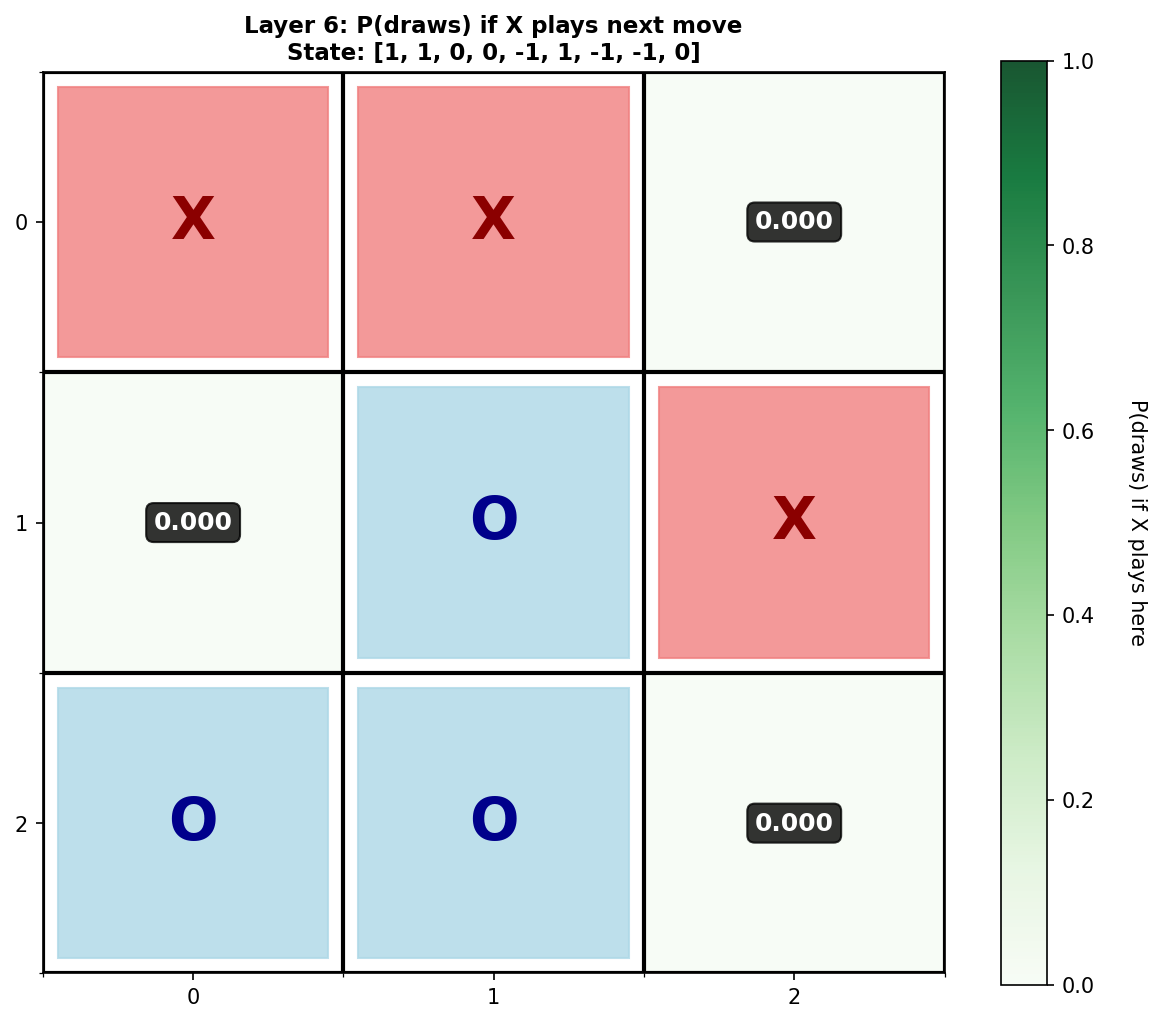 Layer 6: P(draws) if X plays next move
State: [1, 1, 0, 0, -1, 1, -1, -1, 0]
1.0
0.8
0.6
0.4
0.2
0.0
P(draws) if X plays here
0
X
X
0.000
1
0.000
O
X
2
O
O
0.000
0
1
2